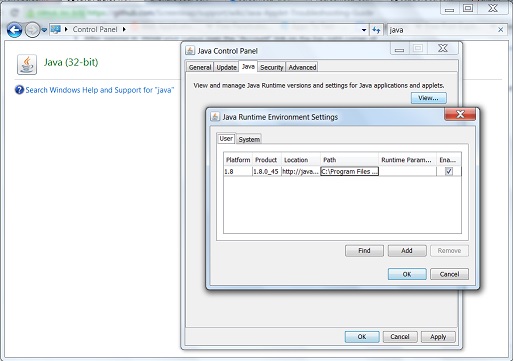 Control Panel
java
Java (32-bit)
Search Windows Help and Support for "java"
Java Control Panel
General Update Java Security Advanced
View and manage Java Runtime versions and settings for Java applications and applets.
View...
Java Runtime Environment Settings
User System
Platform Product Location Path Runtime Param... Ena...
1.8 1.8.0_45 http://java... C:\Program Files ...
Find Add Remove
OK Cancel
OK Cancel Apply